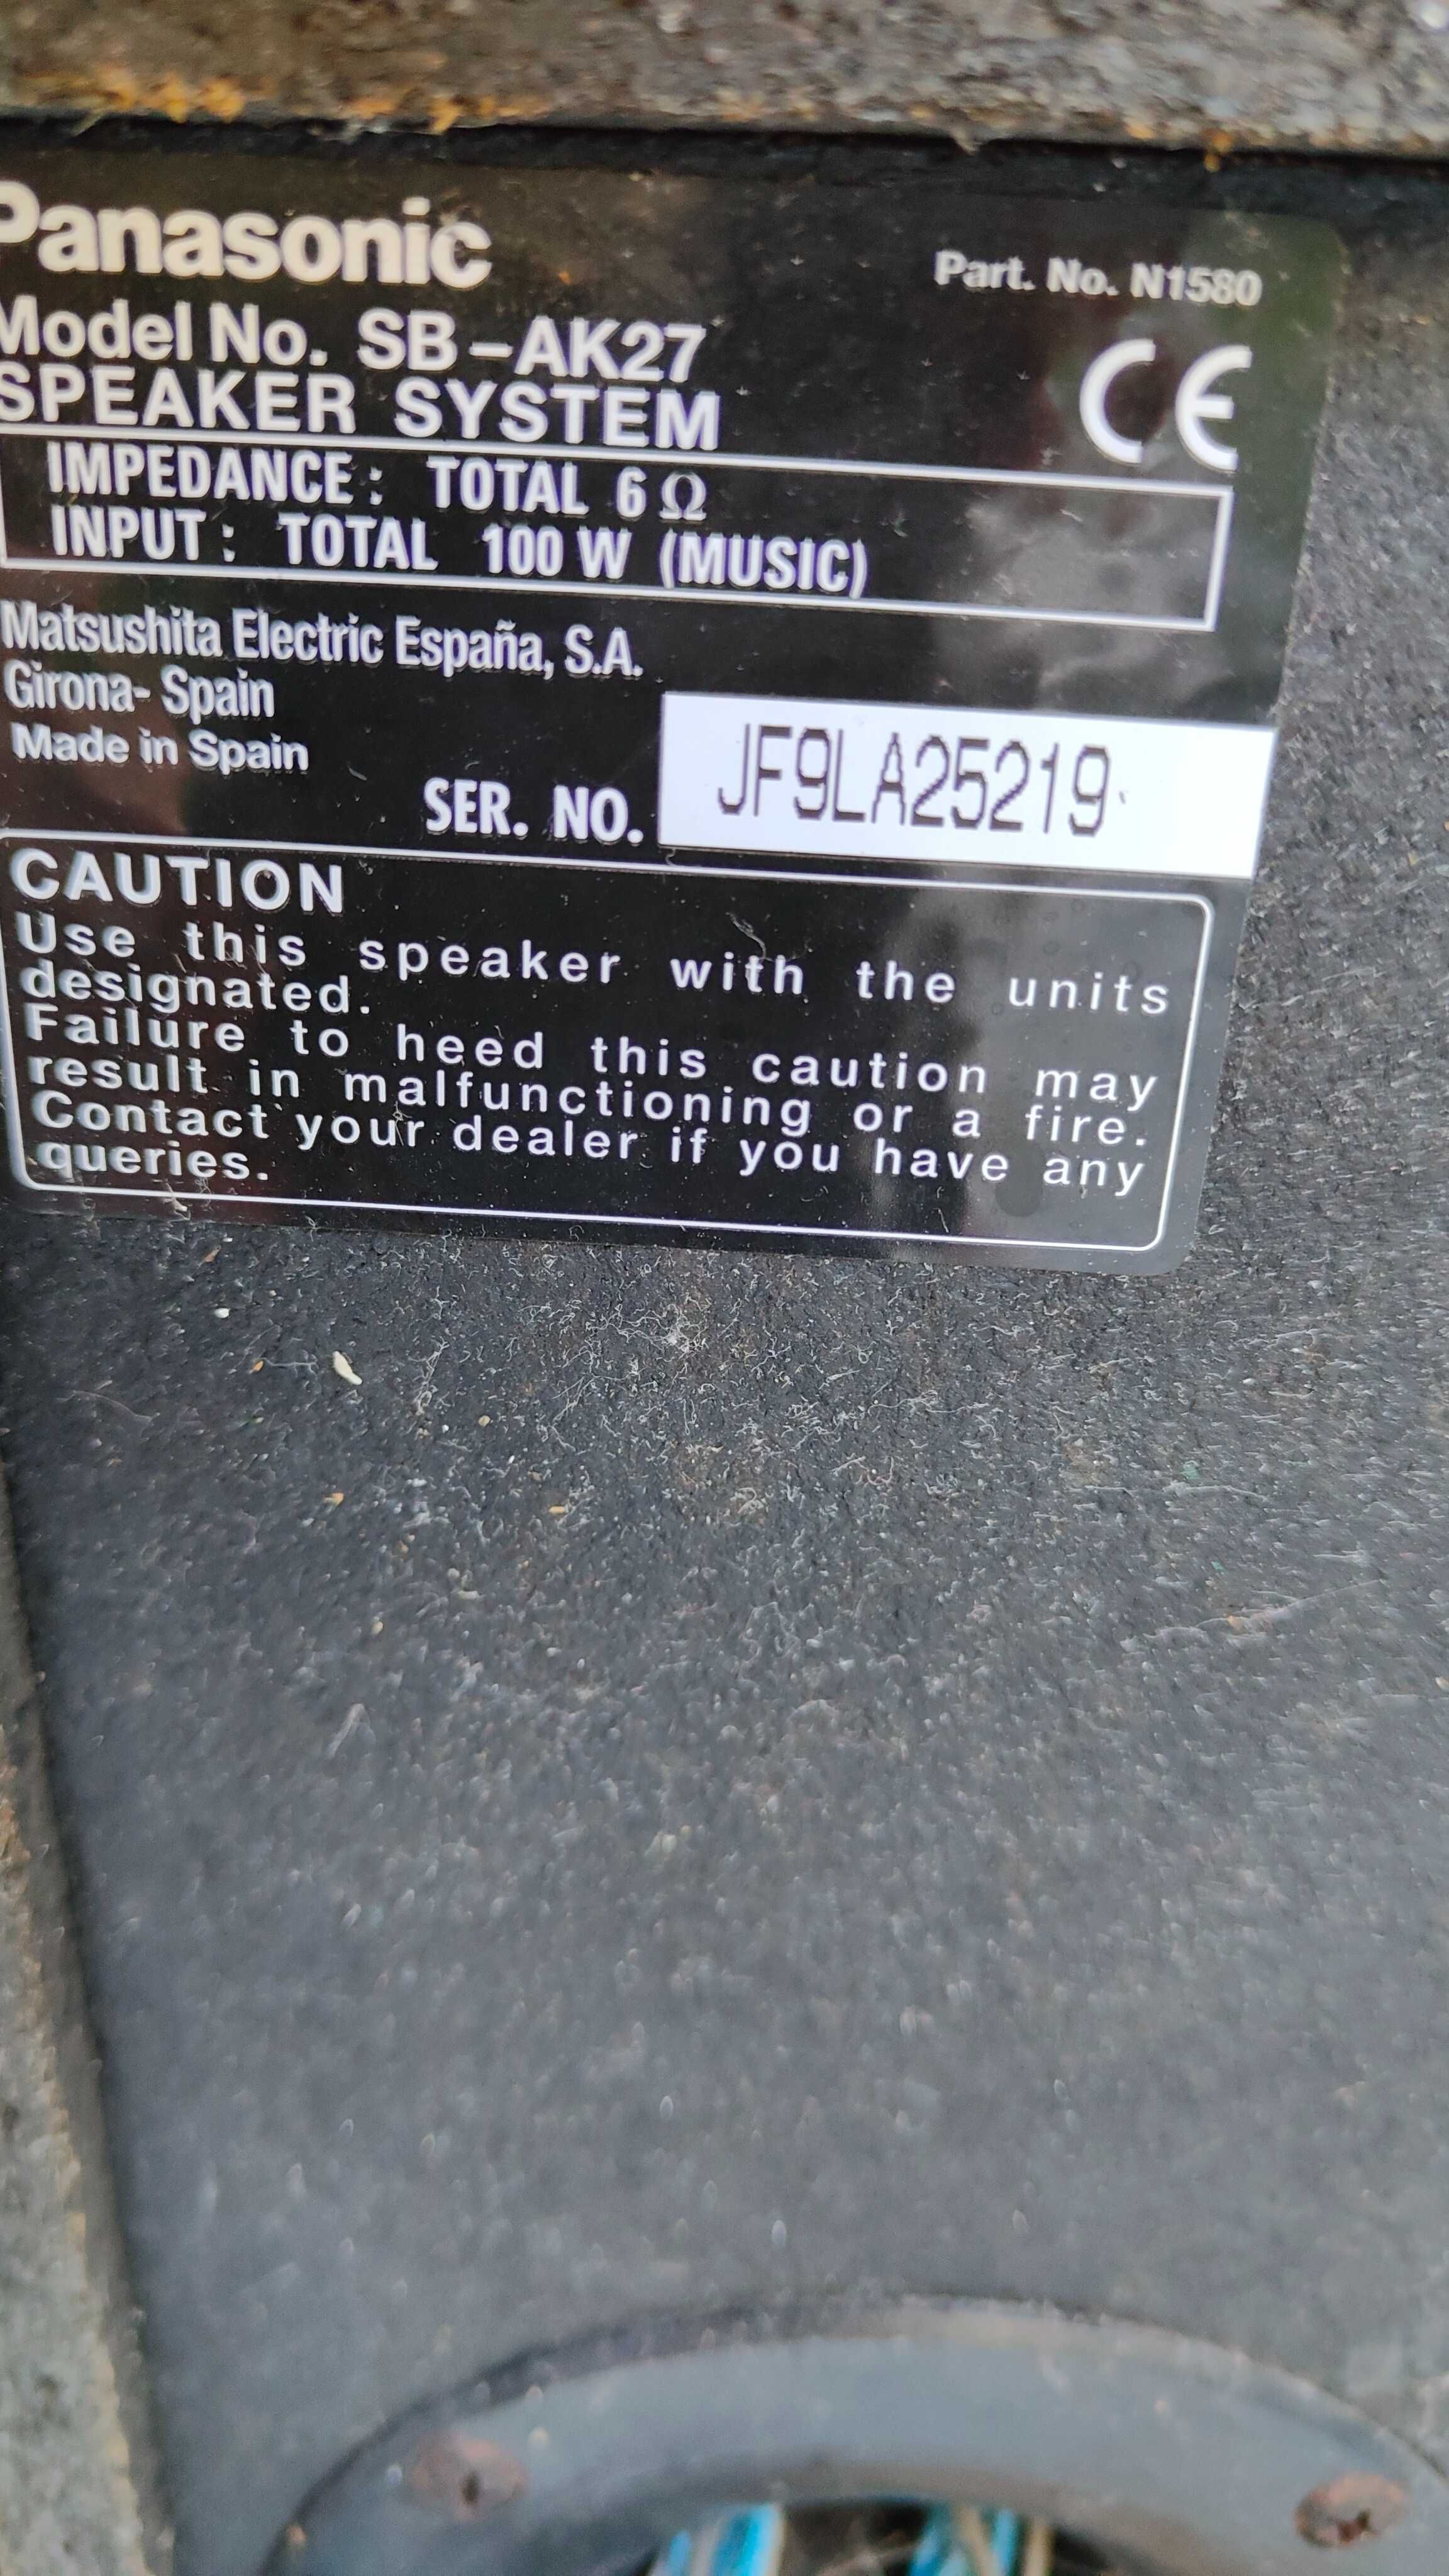 Panasonic
Part. No. N1580
Model No. SB-AK27
SPEAKER SYSTEM
CE
IMPEDANCE: TOTAL 6 Ω
INPUT: TOTAL 100 W (MUSIC)
Matsushita Electric España, S.A.
Girona- Spain
Made in Spain
SER. NO. JF9LA25219
CAUTION
Use this speaker with the units
designated.
Failure to heed this caution may
result in malfunctioning or a fire.
Contact your dealer if you have any
queries.